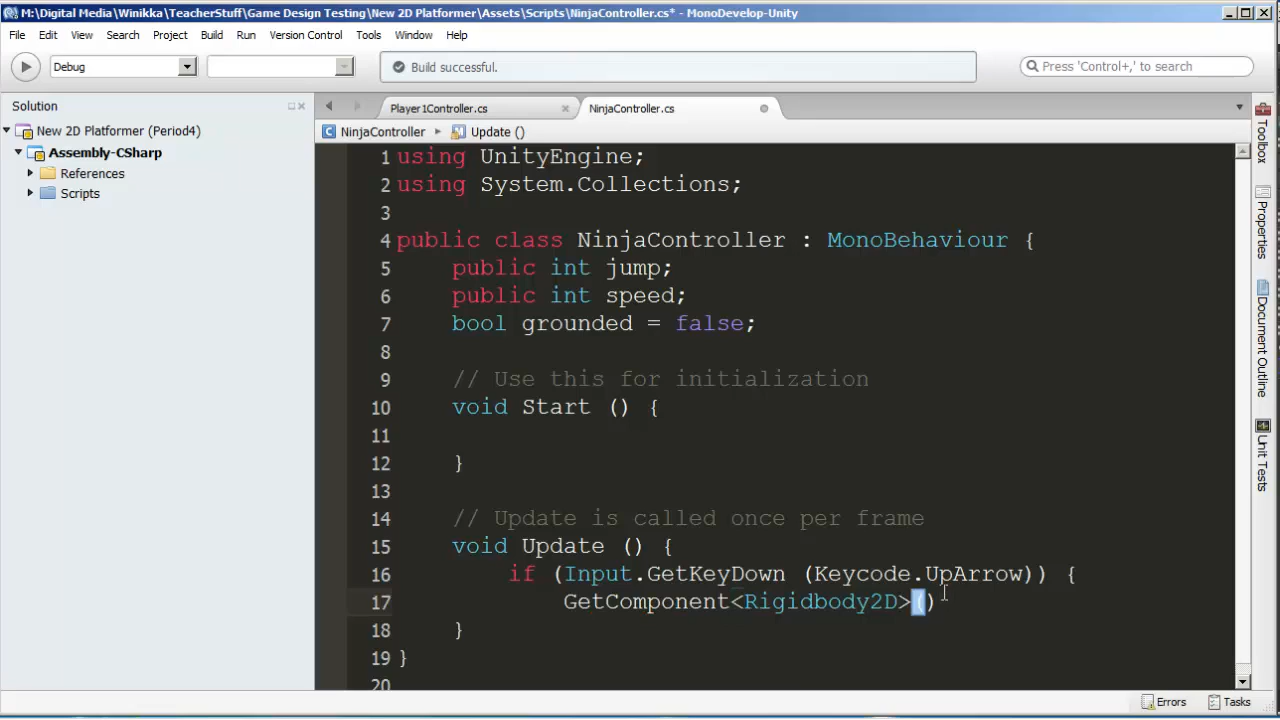 M:\Digital Media\Winikka\TeacherStuff\Game Design Testing\New 2D Platformer\Assets\Scripts\NinjaController.cs* - MonoDevelop-Unity
File Edit View Search Project Build Run Version Control Tools Window Help
Debug
Build successful.
Press 'Control+,' to search
Solution
Player1Controller.cs
NinjaController.cs
New 2D Platformer (Period4)
Assembly-CSharp
References
Scripts
NinjaController
Update ()
1 using UnityEngine;
2 using System.Collections;
3
4 public class NinjaController : MonoBehaviour {
5 public int jump;
6 public int speed;
7 bool grounded = false;
8
9 // Use this for initialization
10 void Start () {
11
12 }
13
14 // Update is called once per frame
15 void Update () {
16 if (Input.GetKeyDown (Keycode.UpArrow)) {
17 GetComponent<Rigidbody2D>()
18 }
19 }
20
Toolbox
Properties
Document Outline
Unit Tests
Errors
Tasks